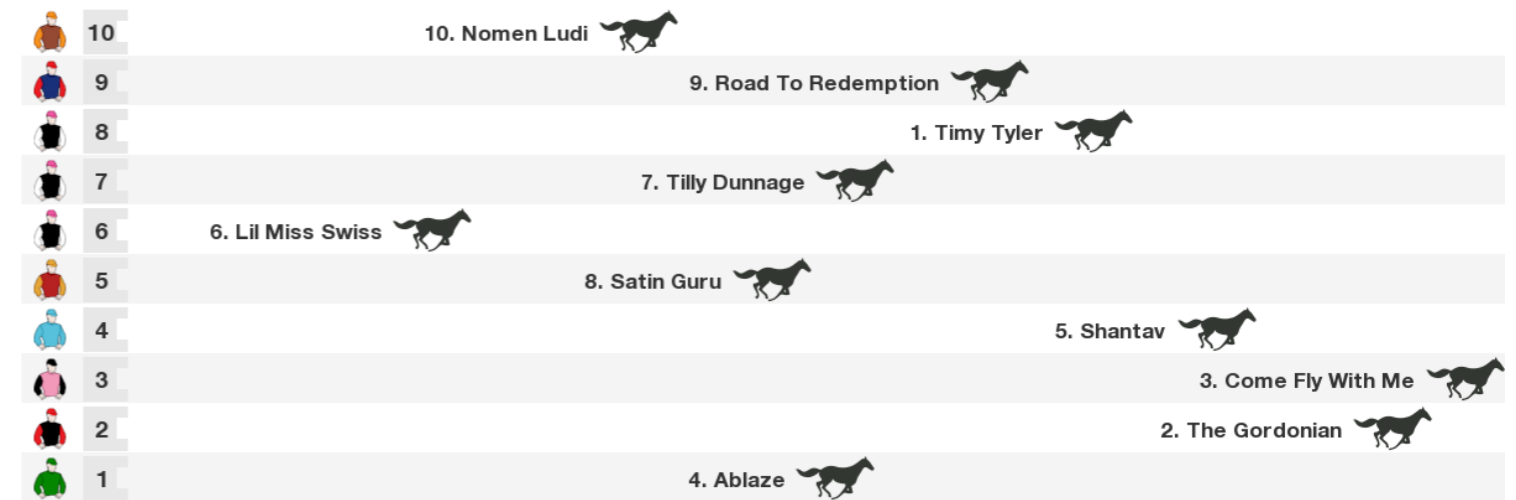 10 10. Nomen Ludi
9 9. Road To Redemption
8 1. Timy Tyler
7 7. Tilly Dunnage
6 6. Lil Miss Swiss
5 8. Satin Guru
4 5. Shantav
3 3. Come Fly With Me
2 2. The Gordonian
1 4. Ablaze